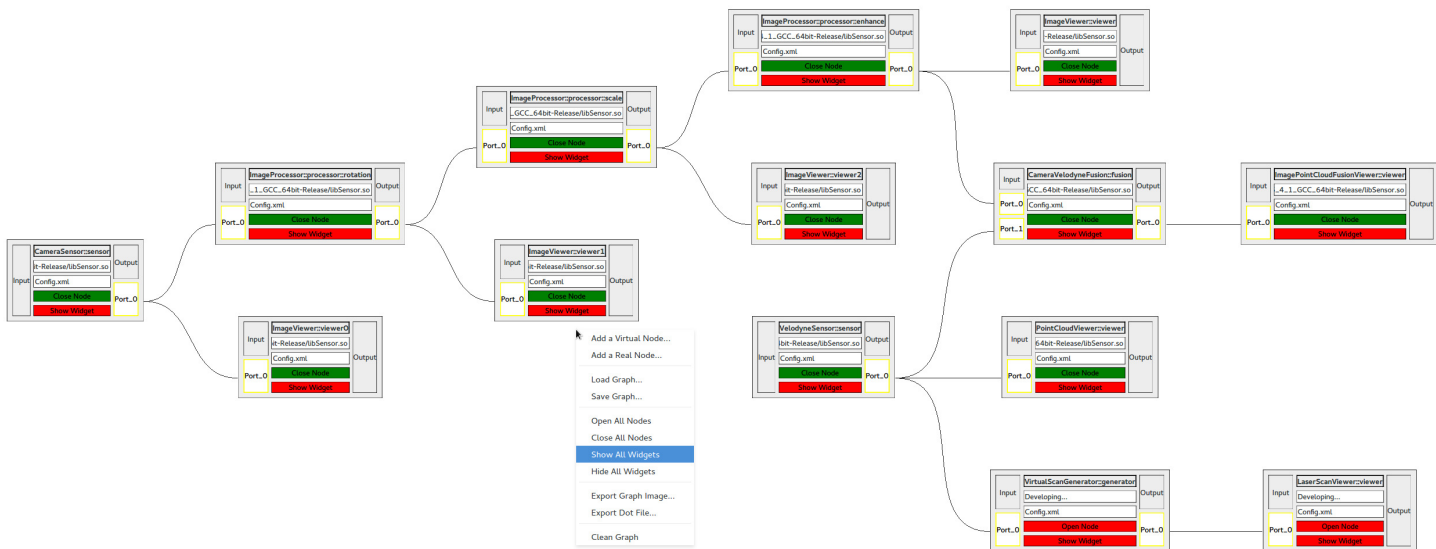 ImageProcessor::processor::enhance
Input
Output
i_1_GCC_64bit-Release/libSensor.so
Config.xml
Port_0
Close Node
Port_0
Show Widget
ImageViewer::viewer
Input
Output
-Release/libSensor.so
Config.xml
Port_0
Close Node
Show Widget
ImageProcessor::processor::scale
Input
Output
_GCC_64bit-Release/libSensor.so
Config.xml
Port_0
Close Node
Port_0
Show Widget
ImageProcessor::processor::rotation
Input
Output
_1_GCC_64bit-Release/libSensor.so
Config.xml
Port_0
Close Node
Port_0
Show Widget
ImageViewer::viewer2
Input
Output
it-Release/libSensor.so
Config.xml
Port_0
Close Node
Show Widget
CameraVelodyneFusion::fusion
Input
Output
GCC_64bit-Release/libSensor.so
Port_0
Config.xml
Close Node
Port_0
Port_1
Show Widget
ImagePointCloudFusionViewer::viewer
Input
Output
_4_1_GCC_64bit-Release/libSensor.so
Config.xml
Port_0
Close Node
Show Widget
CameraSensor::sensor
Input
Output
it-Release/libSensor.so
Config.xml
Close Node
Port_0
Show Widget
ImageViewer::viewer1
Input
Output
it-Release/libSensor.so
Config.xml
Port_0
Close Node
Show Widget
ImageViewer::viewer0
Input
Output
it-Release/libSensor.so
Config.xml
Port_0
Close Node
Show Widget
VelodyneSensor::sensor
Input
Output
ibit-Release/libSensor.so
Config.xml
Close Node
Port_0
Show Widget
PointCloudViewer::viewer
Input
Output
64bit-Release/libSensor.so
Config.xml
Port_0
Close Node
Show Widget
Add a Virtual Node...
Add a Real Node...
Load Graph...
Save Graph...
Open All Nodes
Close All Nodes
Show All Widgets
Hide All Widgets
Export Graph Image...
Export Dot File...
Clean Graph
VirtualScanGenerator::generator
Input
Output
Developing...
Config.xml
Port_0
Open Node
Port_0
Show Widget
LaserScanViewer::viewer
Input
Output
Developing...
Config.xml
Port_0
Open Node
Show Widget